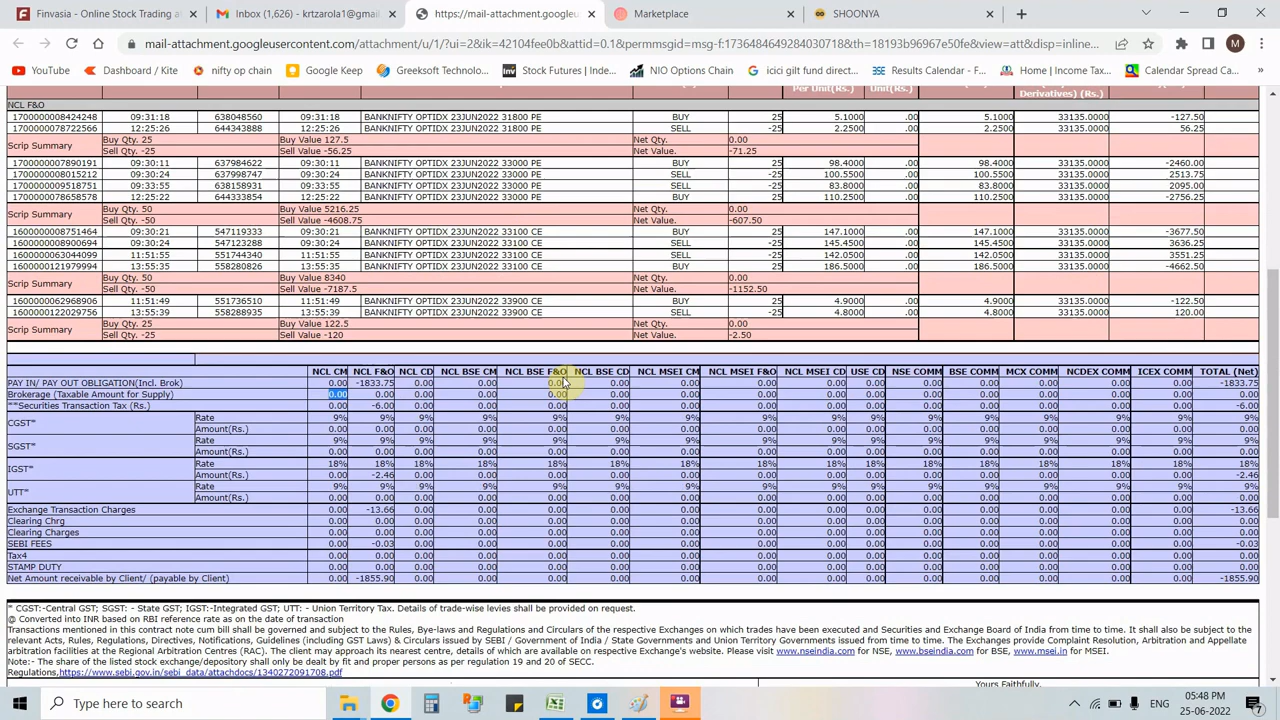 Finvasia - Online Stock Trading a
Inbox (1,626) - krtzarola1@gmail
https://mail-attachment.googleus
Marketplace
SHOONYA
mail-attachment.googleusercontent.com/attachment/u/1/?ui=2&ik=42104fee0b&attid=0.1&permmsgid=msg-f:1736484649284030718&th=18193b96967e50fe&view=att&disp=inline...
YouTube Dashboard / Kite nifty op chain Google Keep Greeksoft Technolo... Stock Futures | Inde... NIO Options Chain icici gilt fund direct... Results Calendar - F... Home | Income Tax... Calendar Spread Ca...
Per Unit(Rs.) Unit(Rs.) Derivatives) (Rs.)
NCL F&O
1700000008424248 09:31:18 638048560 09:31:18 BANKNIFTY OPTIDX 23JUN2022 31800 PE BUY 25 5.1000 .00 5.1000 33135.0000 -127.50
1700000078722566 12:25:26 644343888 12:25:26 BANKNIFTY OPTIDX 23JUN2022 31800 PE SELL -25 2.2500 .00 2.2500 33135.0000 56.25
Scrip Summary Buy Qty. 25 Buy Value 127.5 Net Qty. 0.00
Sell Qty. -25 Sell Value -56.25 Net Value. -71.25
1700000007890191 09:30:11 637984622 09:30:11 BANKNIFTY OPTIDX 23JUN2022 33000 PE BUY 25 98.4000 .00 98.4000 33135.0000 -2460.00
1700000008015212 09:30:24 637998747 09:30:24 BANKNIFTY OPTIDX 23JUN2022 33000 PE SELL -25 100.5500 .00 100.5500 33135.0000 2513.75
1700000009518751 09:33:55 638158931 09:33:55 BANKNIFTY OPTIDX 23JUN2022 33000 PE SELL -25 83.8000 .00 83.8000 33135.0000 2095.00
1700000078658578 12:25:22 644333854 12:25:22 BANKNIFTY OPTIDX 23JUN2022 33000 PE BUY 25 110.2500 .00 110.2500 33135.0000 -2756.25
Scrip Summary Buy Qty. 50 Buy Value 5216.25 Net Qty. 0.00
Sell Qty. -50 Sell Value -4608.75 Net Value. -607.50
1600000008751464 09:30:21 547119333 09:30:21 BANKNIFTY OPTIDX 23JUN2022 33100 CE BUY 25 147.1000 .00 147.1000 33135.0000 -3677.50
1600000008900694 09:30:24 547123288 09:30:24 BANKNIFTY OPTIDX 23JUN2022 33100 CE SELL -25 145.4500 .00 145.4500 33135.0000 3636.25
1600000063044099 11:51:55 551744340 11:51:55 BANKNIFTY OPTIDX 23JUN2022 33100 CE SELL -25 142.0500 .00 142.0500 33135.0000 3551.25
1600000121979994 13:55:35 558280826 13:55:35 BANKNIFTY OPTIDX 23JUN2022 33100 CE BUY 25 186.5000 .00 186.5000 33135.0000 -4662.50
Scrip Summary Buy Qty. 50 Buy Value 8340 Net Qty. 0.00
Sell Qty. -50 Sell Value -7187.5 Net Value. -1152.50
1600000062968906 11:51:49 551736510 11:51:49 BANKNIFTY OPTIDX 23JUN2022 33900 CE BUY 25 4.9000 .00 4.9000 33135.0000 -122.50
1600000122029756 13:55:39 558288935 13:55:39 BANKNIFTY OPTIDX 23JUN2022 33900 CE SELL -25 4.8000 .00 4.8000 33135.0000 120.00
Scrip Summary Buy Qty. 25 Buy Value 122.5 Net Qty. 0.00
Sell Qty. -25 Sell Value -120 Net Value. -2.50
NCL CM NCL F&O NCL CD NCL BSE CM NCL BSE F&O NCL BSE CD NCL MSEI CM NCL MSEI F&O NCL MSEI CD USE CD NSE COMM BSE COMM MCX COMM NCDEX COMM ICEX COMM TOTAL (Net)
PAY IN/ PAY OUT OBLIGATION(Incl. Brok) 0.00 -1833.75 0.00 0.00 0.00 0.00 0.00 0.00 0.00 0.00 0.00 0.00 0.00 0.00 0.00 -1833.75
Brokerage (Taxable Amount for Supply) 0.00 0.00 0.00 0.00 0.00 0.00 0.00 0.00 0.00 0.00 0.00 0.00 0.00 0.00 0.00 0.00
**Securities Transaction Tax (Rs.) 0.00 -6.00 0.00 0.00 0.00 0.00 0.00 0.00 0.00 0.00 0.00 0.00 0.00 0.00 0.00 -6.00
CGST* Rate 9% 9% 9% 9% 9% 9% 9% 9% 9% 9% 9% 9% 9% 9% 9% 9%
Amount(Rs.) 0.00 0.00 0.00 0.00 0.00 0.00 0.00 0.00 0.00 0.00 0.00 0.00 0.00 0.00 0.00 0.00
SGST* Rate 9% 9% 9% 9% 9% 9% 9% 9% 9% 9% 9% 9% 9% 9% 9% 9%
Amount(Rs.) 0.00 0.00 0.00 0.00 0.00 0.00 0.00 0.00 0.00 0.00 0.00 0.00 0.00 0.00 0.00 0.00
IGST* Rate 18% 18% 18% 18% 18% 18% 18% 18% 18% 18% 18% 18% 18% 18% 18% 18%
Amount(Rs.) 0.00 -2.46 0.00 0.00 0.00 0.00 0.00 0.00 0.00 0.00 0.00 0.00 0.00 0.00 0.00 -2.46
UTT* Rate 9% 9% 9% 9% 9% 9% 9% 9% 9% 9% 9% 9% 9% 9% 9% 9%
Amount(Rs.) 0.00 0.00 0.00 0.00 0.00 0.00 0.00 0.00 0.00 0.00 0.00 0.00 0.00 0.00 0.00 0.00
Exchange Transaction Charges 0.00 -13.66 0.00 0.00 0.00 0.00 0.00 0.00 0.00 0.00 0.00 0.00 0.00 0.00 0.00 -13.66
Clearing Chrg 0.00 0.00 0.00 0.00 0.00 0.00 0.00 0.00 0.00 0.00 0.00 0.00 0.00 0.00 0.00 0.00
Clearing Charges 0.00 0.00 0.00 0.00 0.00 0.00 0.00 0.00 0.00 0.00 0.00 0.00 0.00 0.00 0.00 0.00
SEBI FEES 0.00 -0.03 0.00 0.00 0.00 0.00 0.00 0.00 0.00 0.00 0.00 0.00 0.00 0.00 0.00 -0.03
Tax4 0.00 0.00 0.00 0.00 0.00 0.00 0.00 0.00 0.00 0.00 0.00 0.00 0.00 0.00 0.00 0.00
STAMP DUTY 0.00 0.00 0.00 0.00 0.00 0.00 0.00 0.00 0.00 0.00 0.00 0.00 0.00 0.00 0.00 0.00
Net Amount receivable by Client/ (payable by Client) 0.00 -1855.90 0.00 0.00 0.00 0.00 0.00 0.00 0.00 0.00 0.00 0.00 0.00 0.00 0.00 -1855.90
* CGST:-Central GST; SGST: - State GST; IGST:-Integrated GST; UTT: - Union Territory Tax. Details of trade-wise levies shall be provided on request.
@ Converted into INR based on RBI reference rate as on the date of transaction
Transactions mentioned in this contract note cum bill shall be governed and subject to the Rules, Bye-laws and Regulations and Circulars of the respective Exchanges on which trades have been executed and Securities and Exchange Board of India from time to time. It shall also be subject to the
relevant Acts, Rules, Regulations, Directives, Notifications, Guidelines (including GST Laws) & Circulars issued by SEBI / Government of India / State Governments and Union Territory Governments issued from time to time. The Exchanges provide Complaint Resolution, Arbitration and Appellate
arbitration facilities at the Regional Arbitration Centres (RAC). The client may approach its nearest centre, details of which are available on respective Exchange's website. Please visit www.nseindia.com for NSE, www.bseindia.com for BSE, www.msei.in for MSEI.
Note:- The share of the listed stock exchange/depository shall only be dealt by fit and proper persons as per regulation 19 and 20 of SECC.
Regulations,https://www.sebi.gov.in/sebi_data/attachdocs/1340272091708.pdf
Yours Faithfully,
Type here to search
ENG
05:48 PM
25-06-2022
7
M